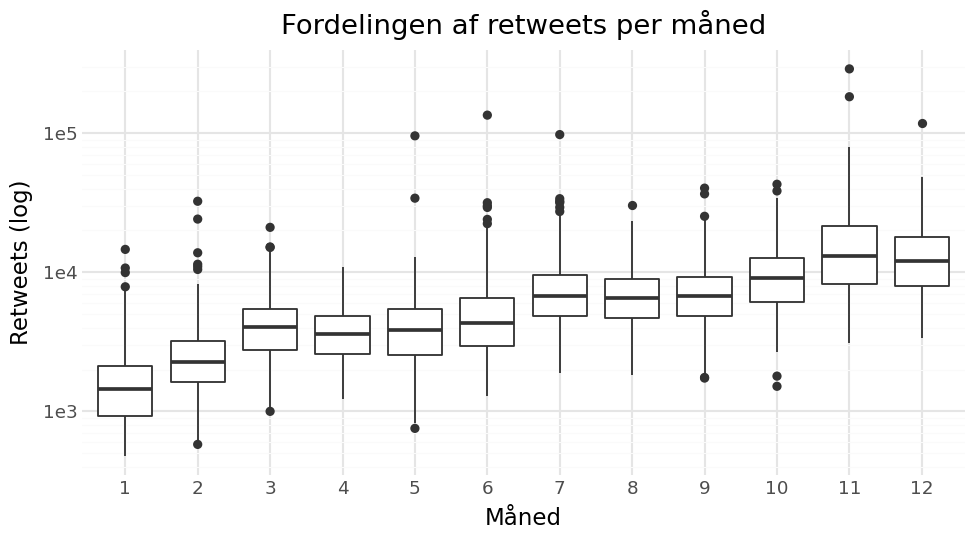 Fordelingen af retweets per måned
Retweets (log)
1e5
1e4
1e3
1 2 3 4 5 6 7 8 9 10 11 12
Måned